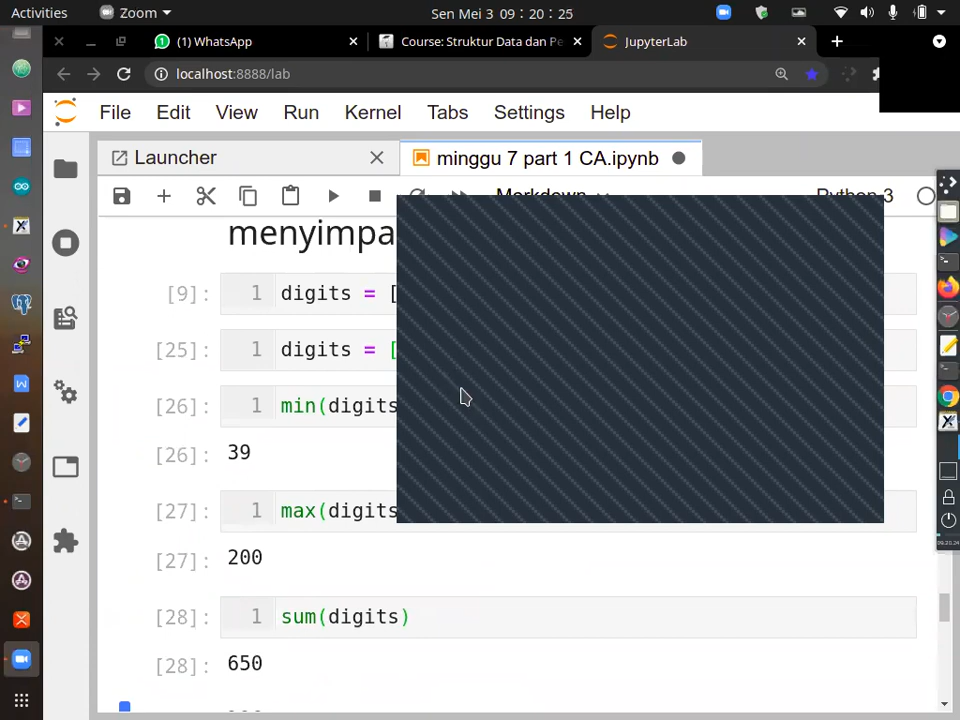 Activities Zoom Sen Mei 3 09 : 20 : 25
(1) WhatsApp Course: Struktur Data dan Pe JupyterLab
localhost:8888/lab
File Edit View Run Kernel Tabs Settings Help
Launcher minggu 7 part 1 CA.ipynb
Markdown Python 3
menyimpa
[9]: 1 digits = [
[25]: 1 digits = [
[26]: 1 min(digits
[26]: 39
[27]: 1 max(digits
[27]: 200
[28]: 1 sum(digits)
[28]: 650